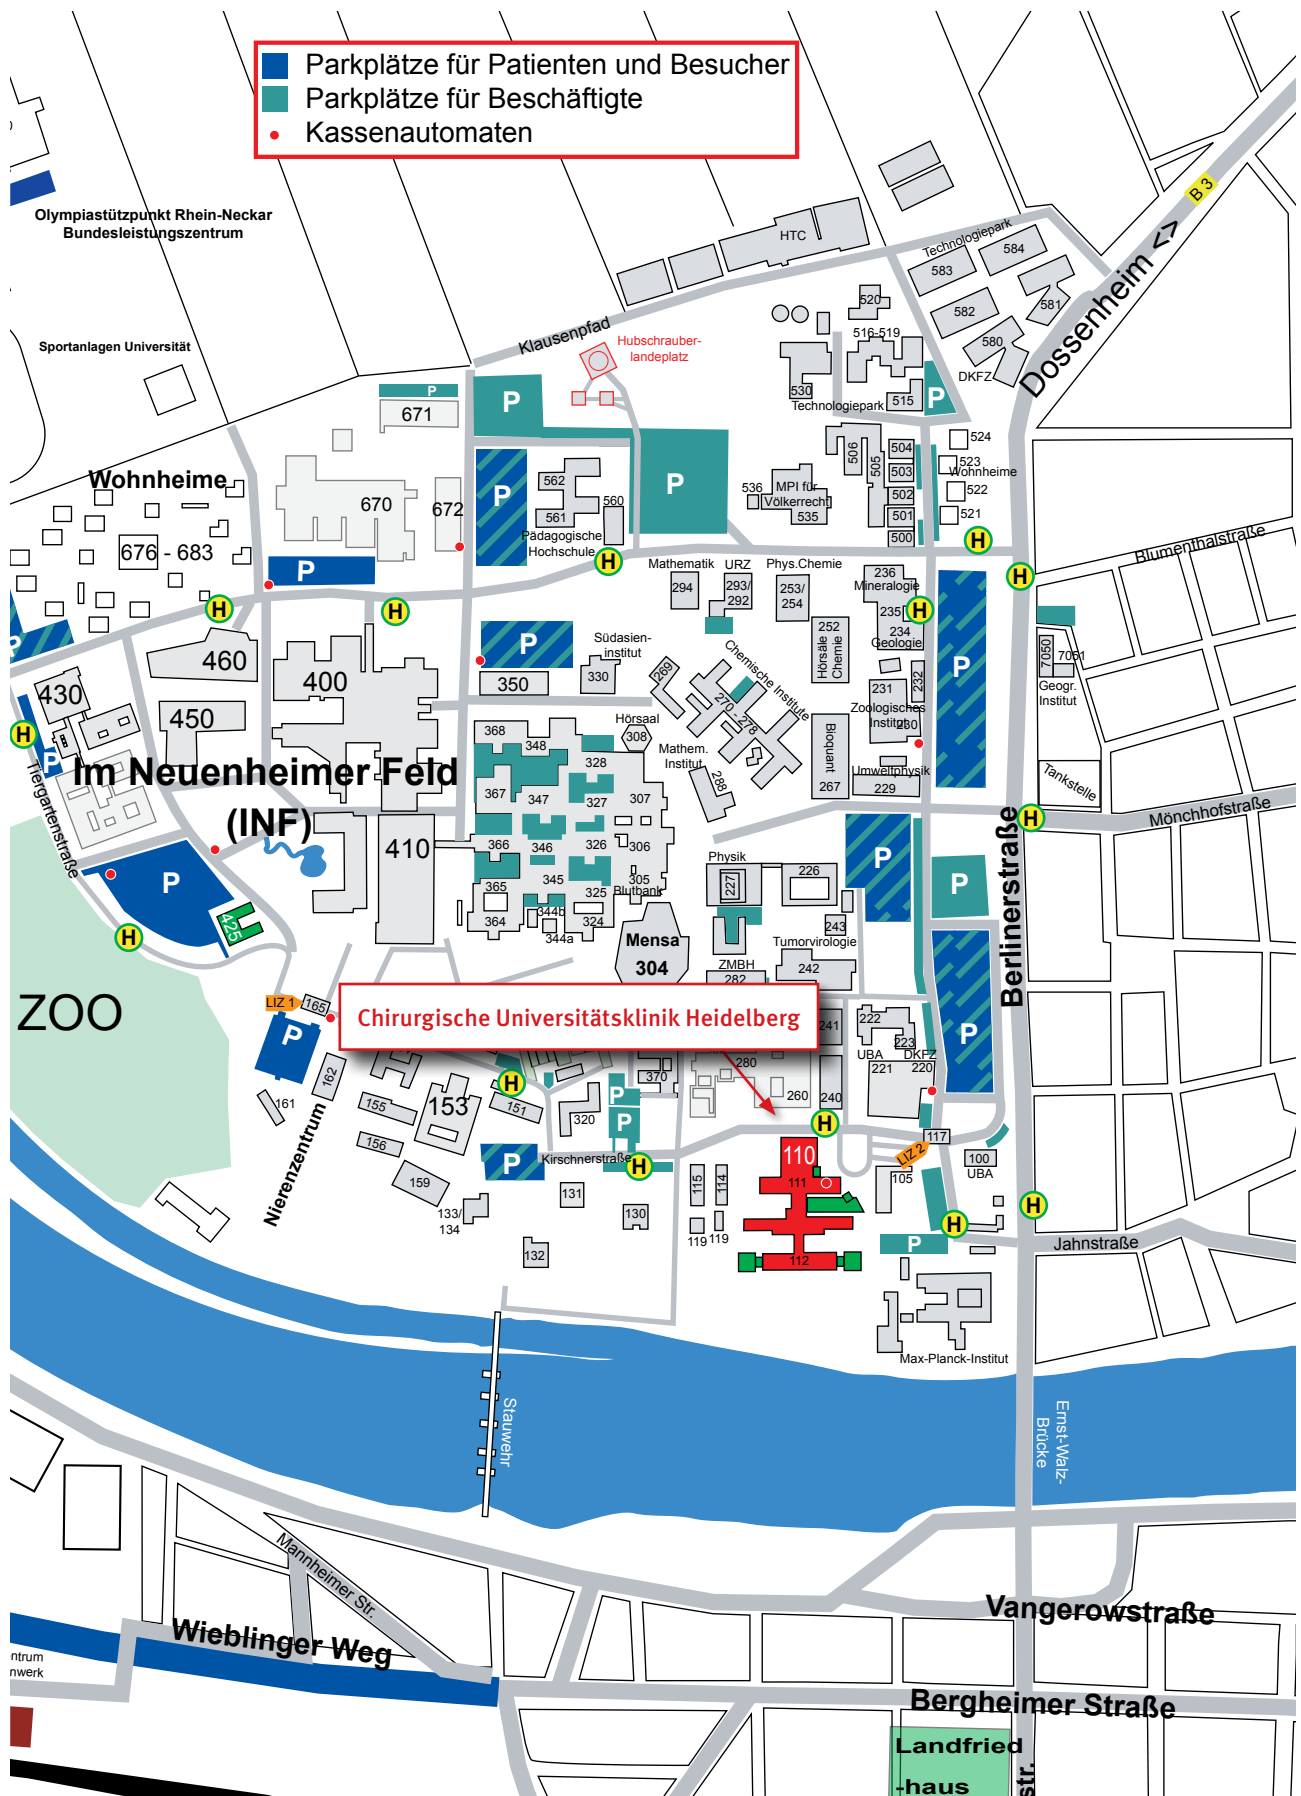 Parkplätze für Patienten und Besucher
Parkplätze für Beschäftigte
Kassenautomaten
B 3
Olympiastützpunkt Rhein-Neckar
Bundesleistungszentrum
HTC
Technologiepark
584
583
581
582
580
DKFZ
Dossenheim <>
520
516-519
530
515
Technologiepark
Klausenpfad
Hubschrauber-
landeplatz
Sportanlagen Universität
P
671
P
P
P
Wohnheime
676 - 683
670
672
P
562
561
560
Pädagogische
Hochschule
H
536
MPI für
Völkerrecht
535
506
505
504
503
502
501
500
524
523
Wohnheime
522
521
H
H
Blumenthalstraße
P
H
H
Mathematik
294
URZ
293/
292
Phys.Chemie
253/
254
236
Mineralogie
235
H
234
Geologie
252
Hörsäle
Chemie
P
7050
7051
Geogr.
Institut
P
460
400
P
350
Südasien-
institut
330
269
Chemische Institute
270 - 278
231
232
Zoologisches
Institut
230
430
450
H
P
Tiergartenstraße
Im Neuenheimer Feld
(INF)
368
348
328
Hörsaal
308
Mathem.
Institut
288
Bioquant
267
Umweltphysik
229
Tankstelle
367
347
327
307
366
346
326
306
365
345
325
305
Blutbank
364
344b
344a
324
410
H
Mönchhofstraße
Berlinerstraße
Physik
227
226
P
P
P
425
H
Mensa
304
243
Tumorvirologie
242
ZMBH
282
P
ZOO
LIZ 1
165
P
Chirurgische Universitätsklinik Heidelberg
241
222
223
UBA
DKFZ
221
220
280
260
240
162
161
Nierenzentrum
155
156
153
151
H
320
370
P
P
P
Kirschnerstraße
H
H
117
LIZ 2
100
UBA
105
110
111
112
159
133/
134
131
130
132
115
114
119
119
H
H
P
Jahnstraße
Max-Planck-Institut
Stauwehr
Ernst-Walz-
Brücke
Mannheimer Str.
Wieblinger Weg
Vangerowstraße
Bergheimer Straße
ntrum
nwerk
Landfried
-haus
str.